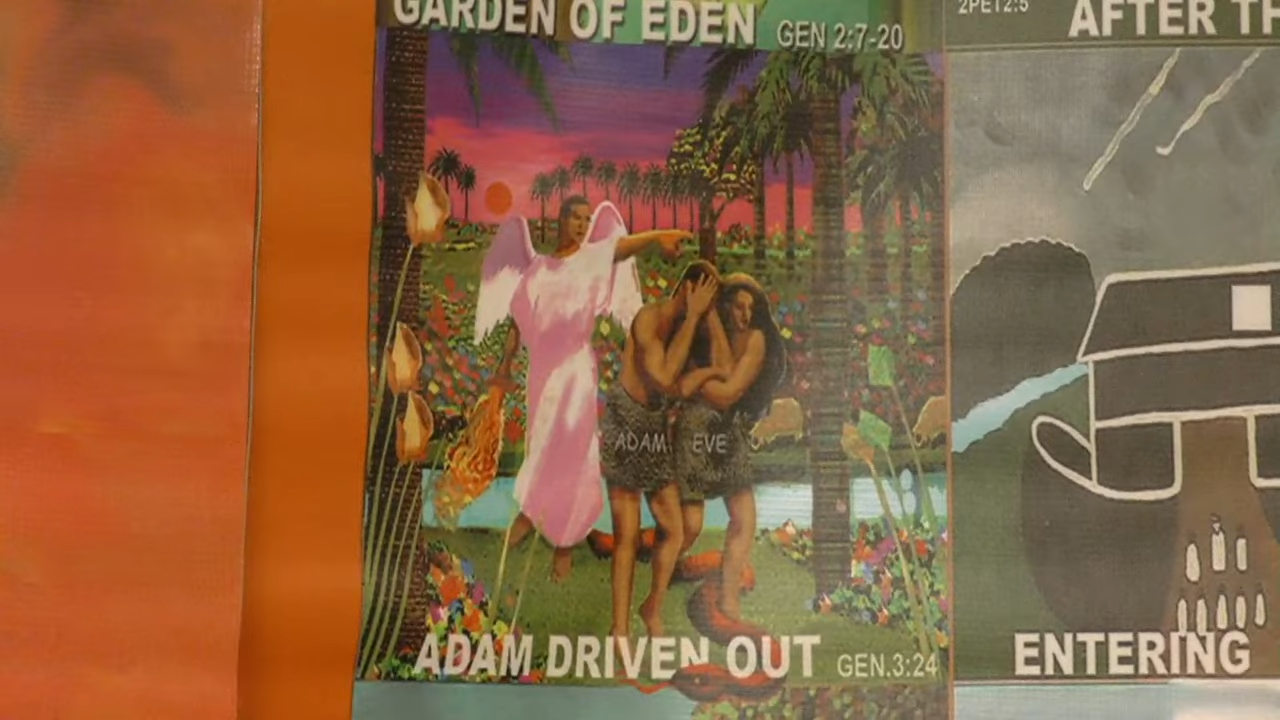 GARDEN OF EDEN GEN 2:7-20
2PET2:5
AFTER TH
ADAM EVE
ADAM DRIVEN OUT GEN.3:24
ENTERING